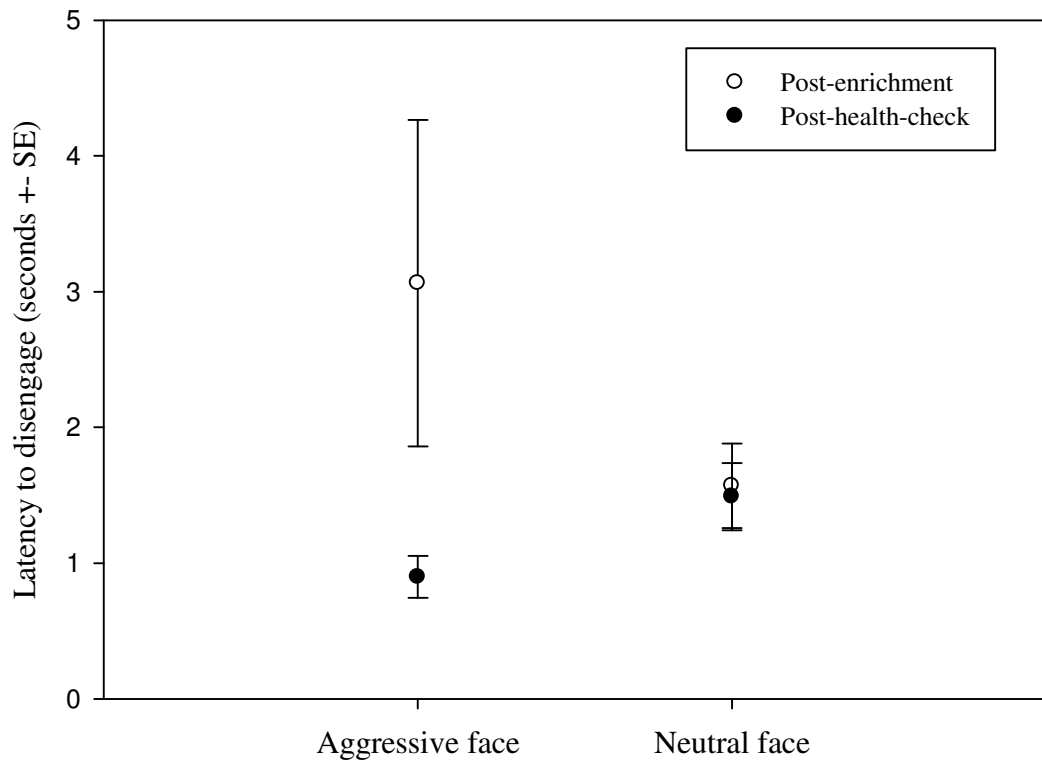 5
Post-enrichment
Post-health-check
4
3
2
1
0
Latency to disengage (seconds +- SE)
Aggressive face
Neutral face